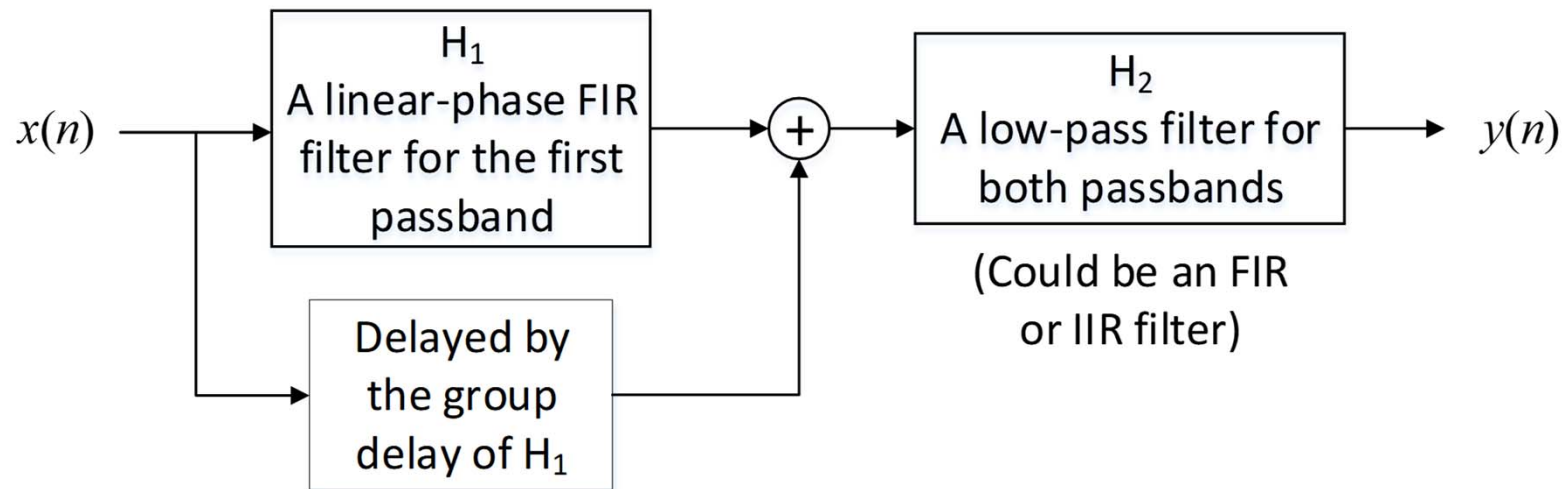 x(n)
H₁
A linear-phase FIR
filter for the first
passband
+
H₂
A low-pass filter for
both passbands
y(n)
(Could be an FIR
or IIR filter)
Delayed by
the group
delay of H₁